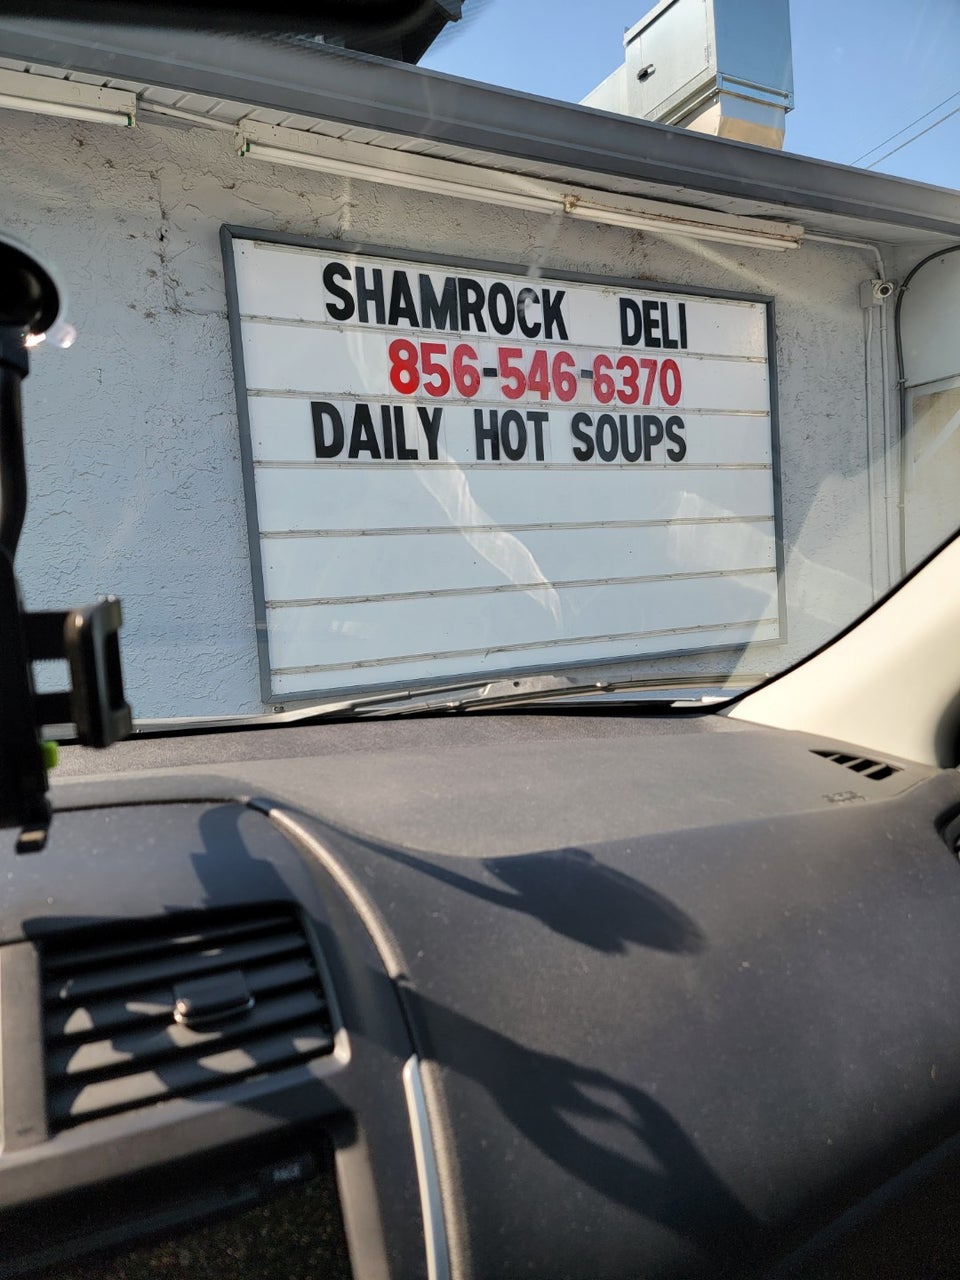 SHAMROCK DELI
856-546-6370
DAILY HOT SOUPS